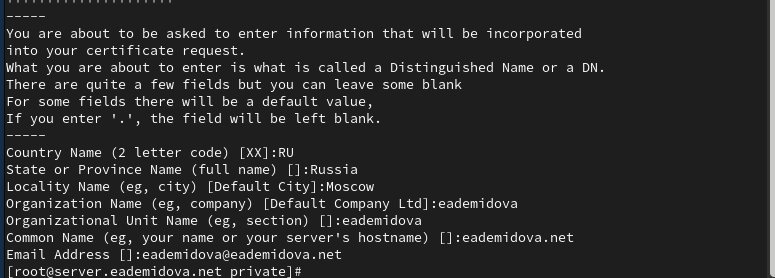 -----
You are about to be asked to enter information that will be incorporated
into your certificate request.
What you are about to enter is what is called a Distinguished Name or a DN.
There are quite a few fields but you can leave some blank
For some fields there will be a default value,
If you enter '.', the field will be left blank.
-----
Country Name (2 letter code) [XX]:RU
State or Province Name (full name) []:Russia
Locality Name (eg, city) [Default City]:Moscow
Organization Name (eg, company) [Default Company Ltd]:eademidova
Organizational Unit Name (eg, section) []:eademidova
Common Name (eg, your name or your server's hostname) []:eademidova.net
Email Address []:eademidova@eademidova.net
[root@server.eademidova.net private]#